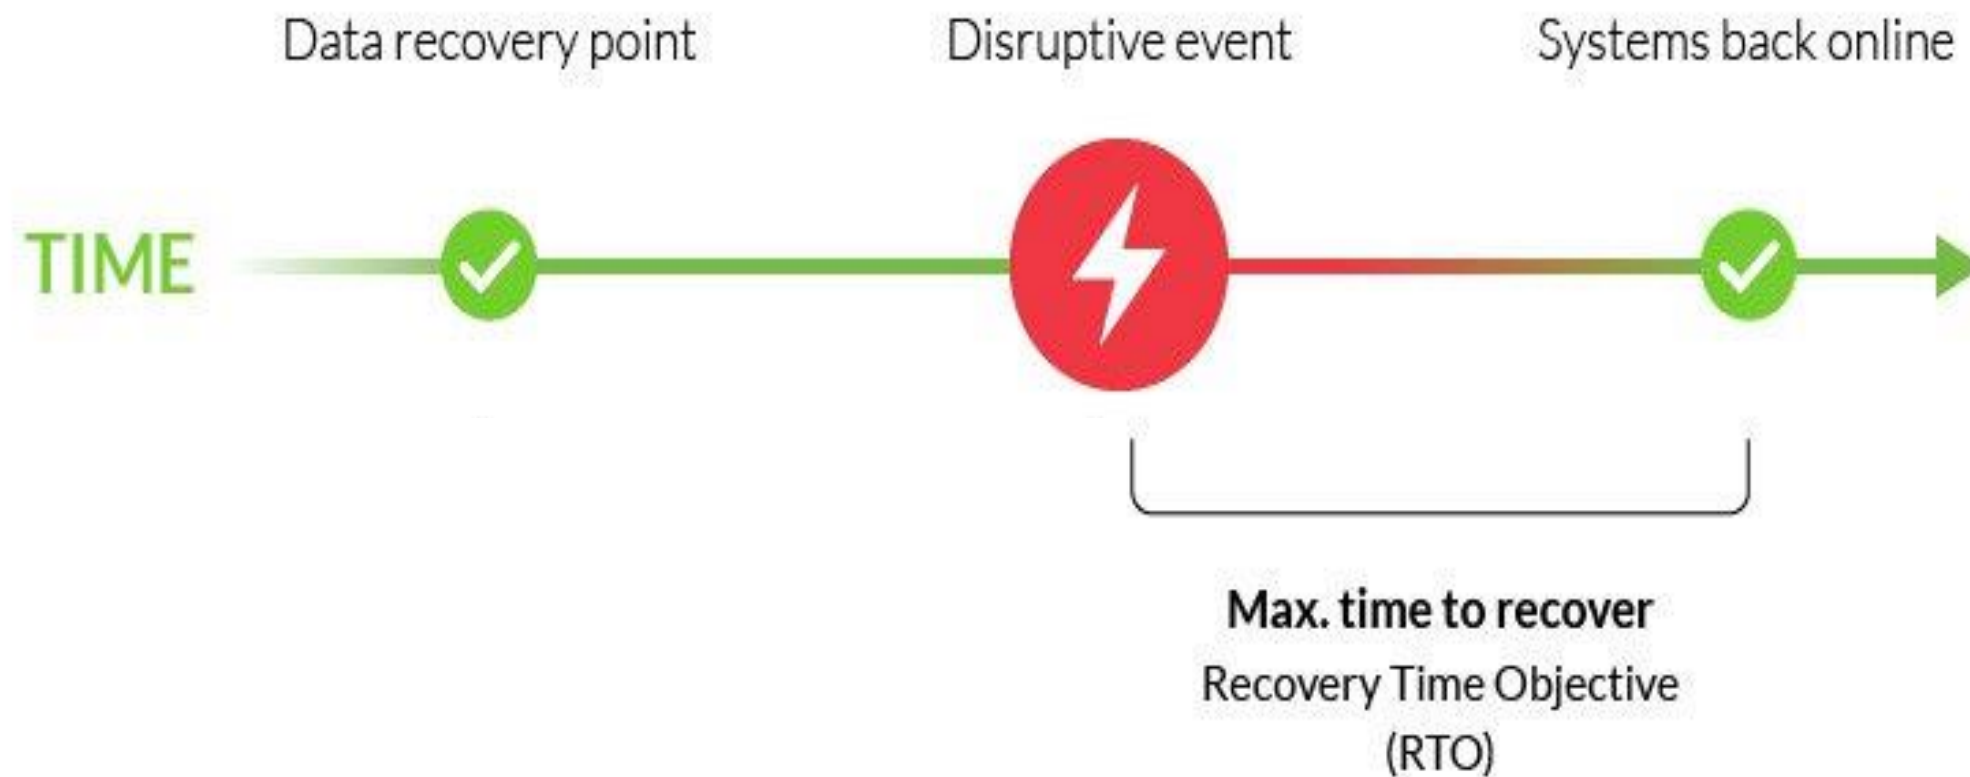 Data recovery point
Disruptive event
Systems back online
TIME
Max. time to recover
Recovery Time Objective
(RTO)